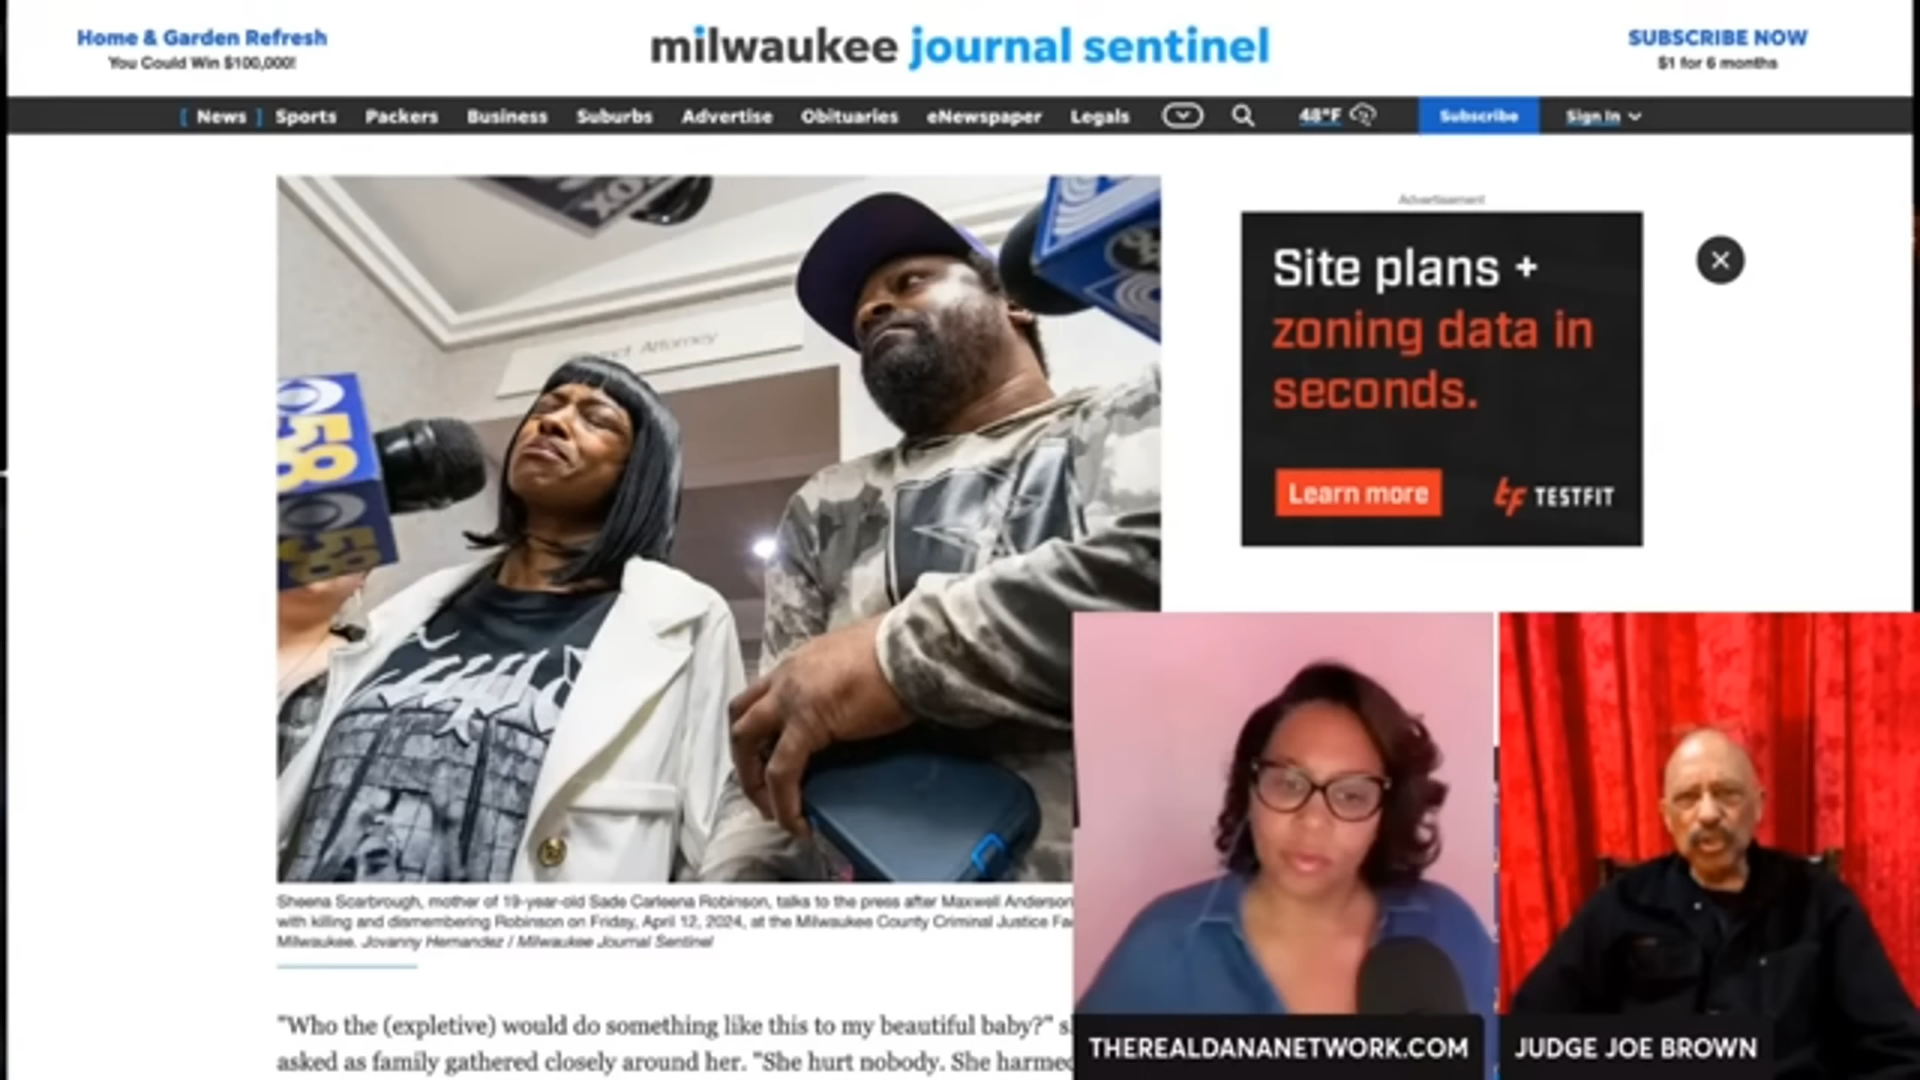 Home & Garden Refresh
You Could Win $100,000!
milwaukee journal sentinel
SUBSCRIBE NOW
$1 for 6 months
[ News ] Sports Packers Business Suburbs Advertise Obituaries eNewspaper Legals 48°F Subscribe Sign In
Advertisement
Attorney
58
58
Site plans +
zoning data in
seconds.
Learn more
TESTFIT
Sheena Scarbrough, mother of 19-year-old Sade Carleena Robinson, talks to the press after Maxwell Anderson
with killing and dismembering Robinson on Friday, April 12, 2024, at the Milwaukee County Criminal Justice
Milwaukee. Jovanny Hernandez / Milwaukee Journal Sentinel
"Who the (expletive) would do something like this to my beautiful baby?"
asked as family gathered closely around her. "She hurt nobody. She harmed
THEREALDANANETWORK.COM
JUDGE JOE BROWN